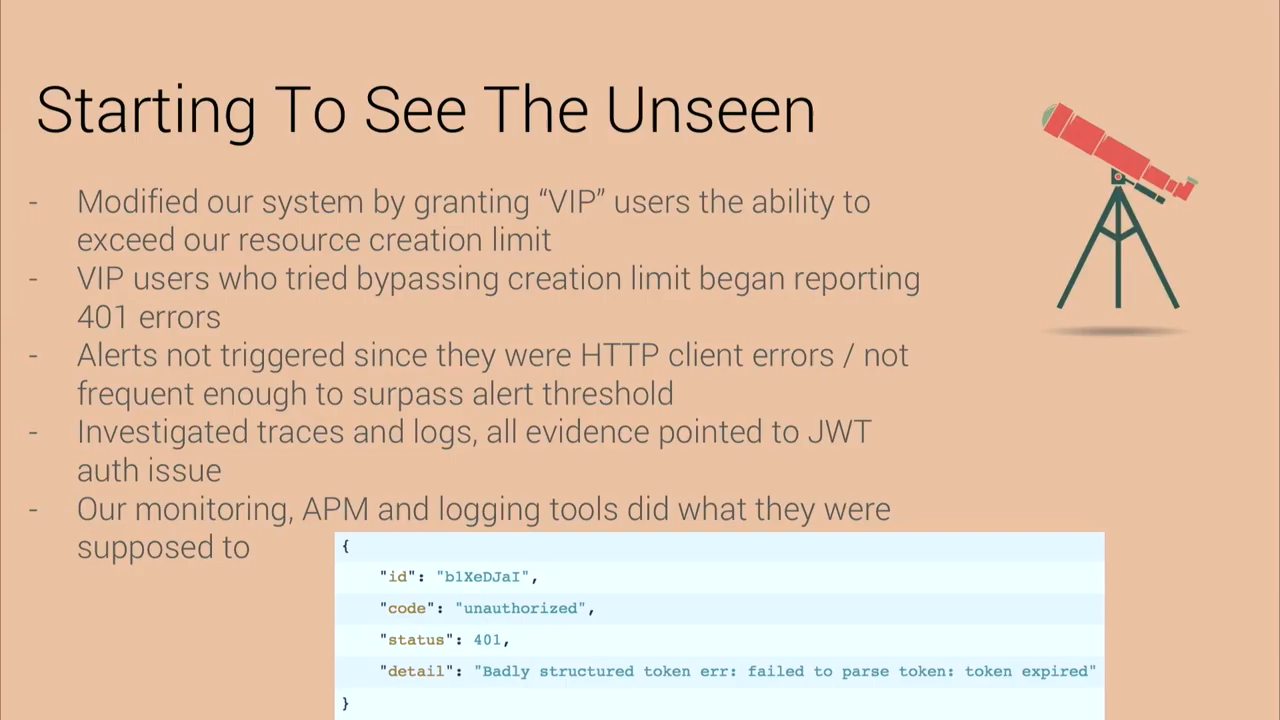 Starting To See The Unseen
- Modified our system by granting “VIP” users the ability to
exceed our resource creation limit
- VIP users who tried bypassing creation limit began reporting
401 errors
- Alerts not triggered since they were HTTP client errors / not
frequent enough to surpass alert threshold
- Investigated traces and logs, all evidence pointed to JWT
auth issue
- Our monitoring, APM and logging tools did what they were
supposed to
{
"id": "b1XeDJaI",
"code": "unauthorized",
"status": 401,
"detail": "Badly structured token err: failed to parse token: token expired"
}